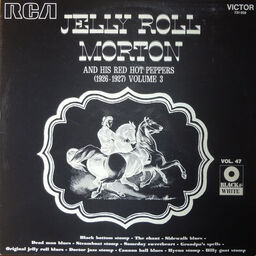 RCA
VICTOR
JELLY ROLL
MORTON
AND HIS RED HOT PEPPERS
(1926-1927) VOLUME 3
VOL. 47
BLACK &
WHITE
Black bottom stomp - The chant - Sidewalk blues -
Dead man blues - Steamboat stomp - Someday sweetheart - Grandpa's spells -
Original jelly roll blues - Doctor jazz stomp - Cannon ball blues - Hyena stomp - Billy goat stomp